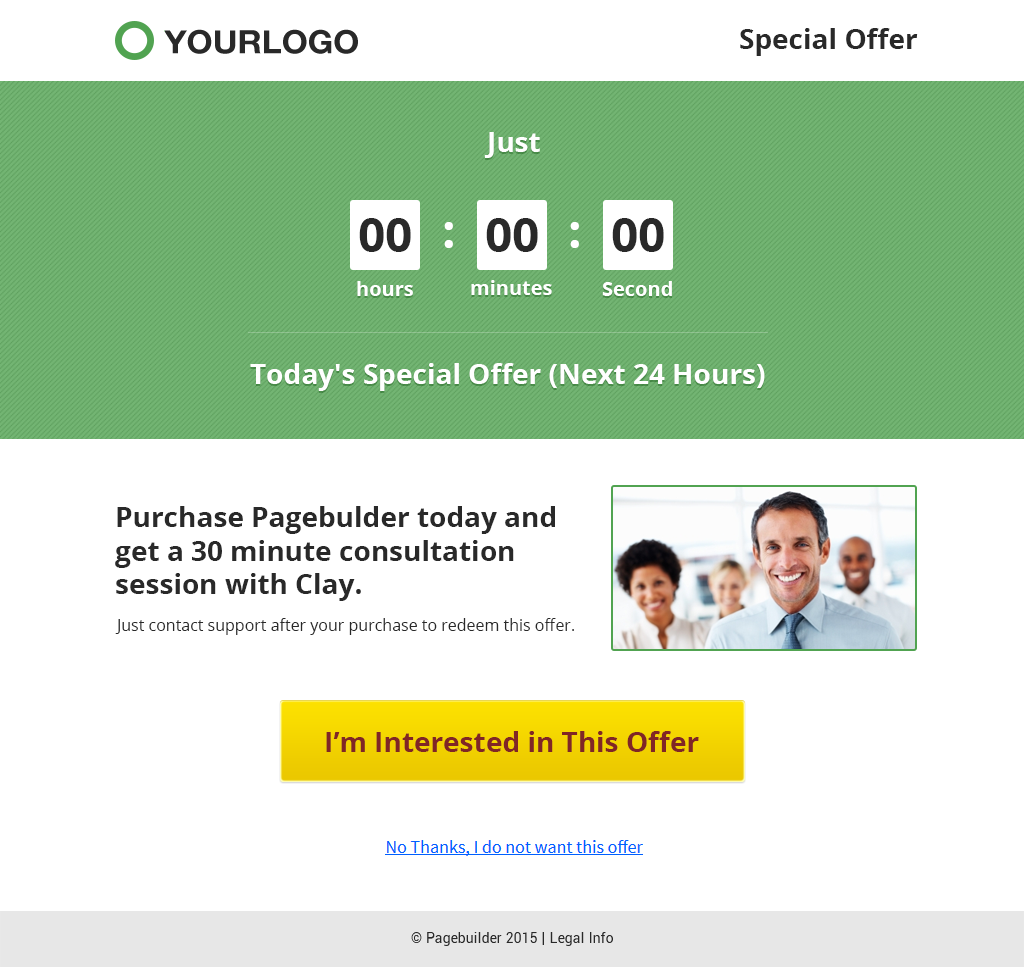 YOURLOGO
Special Offer
Just
00 : 00 : 00
hours minutes Second
Today's Special Offer (Next 24 Hours)
Purchase Pagebulder today and
get a 30 minute consultation
session with Clay.
Just contact support after your purchase to redeem this offer.
I’m Interested in This Offer
No Thanks, I do not want this offer
© Pagebuilder 2015 | Legal Info